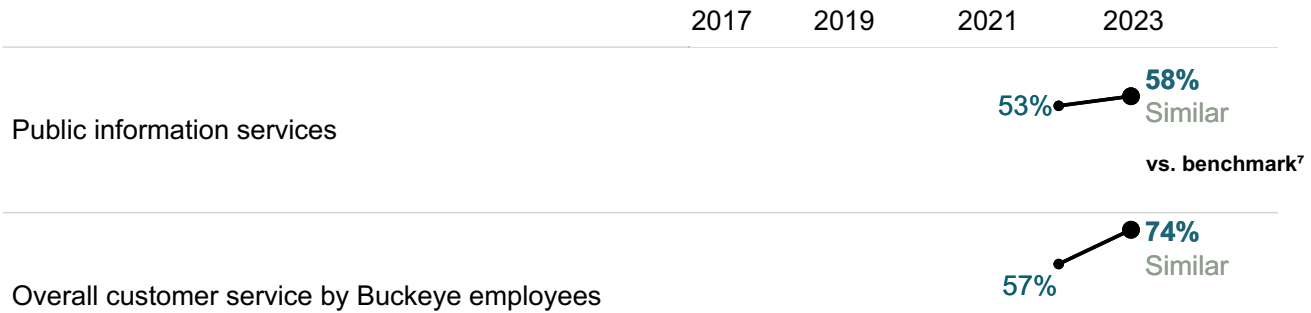 2017 2019 2021 2023
58%
53%
Similar
Public information services
vs. benchmark⁷
74%
Similar
57%
Overall customer service by Buckeye employees